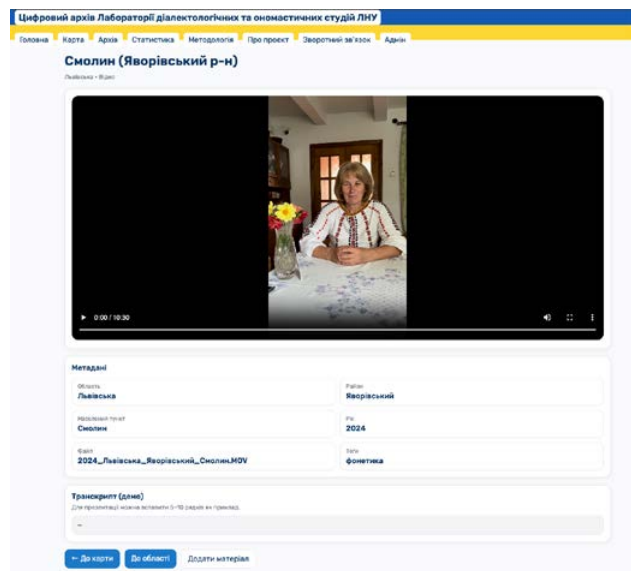 Цифровий архів Лабораторії діалектологічних та ономастичних студій ЛНУ
Головна Карта Архів Статистика Методологія Про проєкт Зворотний зв'язок Адмін
Смолин (Яворівський р-н)
Львівська • Відео
0:00 / 10:30
Метадані
Область Район
Львівська Яворівський
Населений пункт Рік
Смолин 2024
Файл Теги
2024_Львівська_Яворівський_Смолин.MOV фонетика
Транскрипт (демо)
Для презентації можна вставити 5–10 рядків як приклад.
—
← До карти До області Додати матеріал